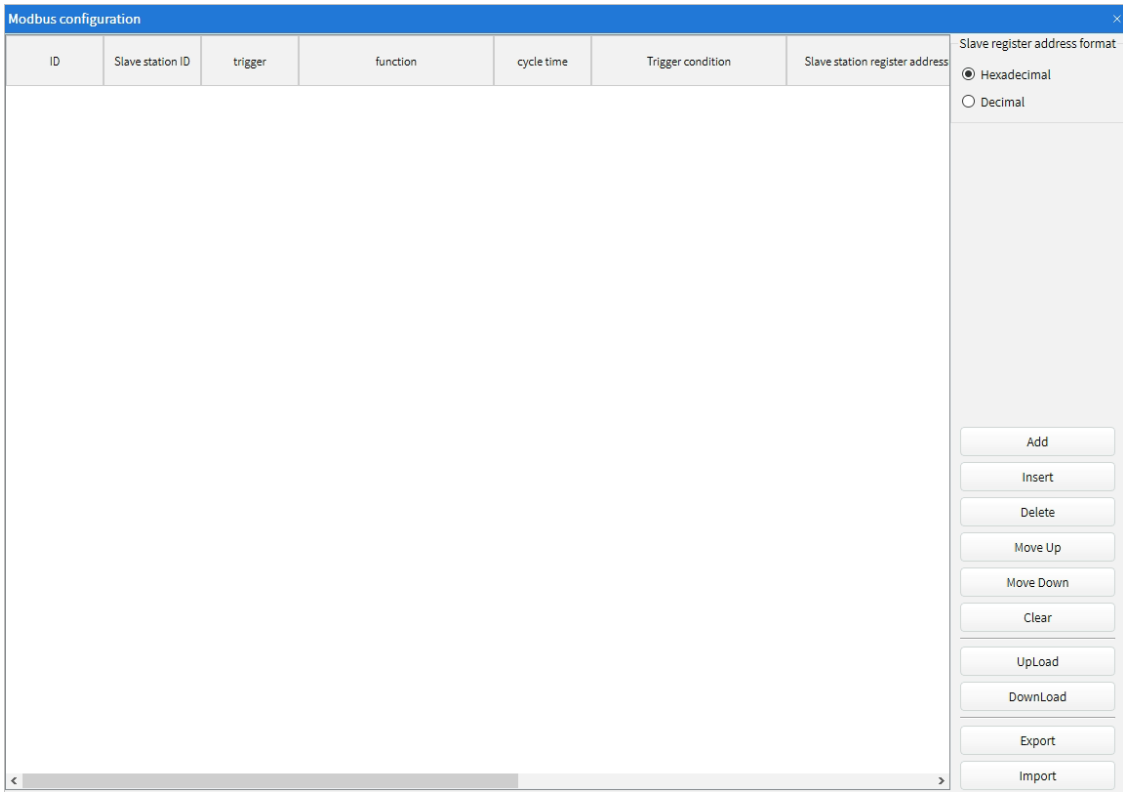 Modbus configuration
ID
Slave station ID
trigger
function
cycle time
Trigger condition
Slave station register address
Slave register address format
Hexadecimal
Decimal
Add
Insert
Delete
Move Up
Move Down
Clear
UpLoad
DownLoad
Export
Import